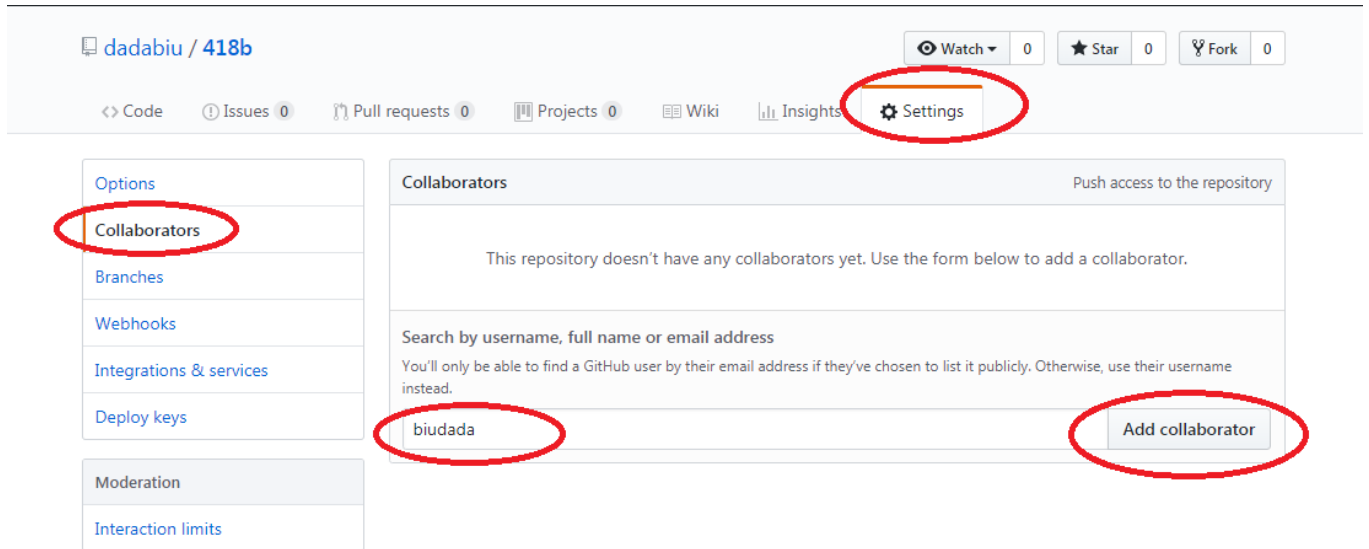 dadabiu / 418b
Watch 0 Star 0 Fork 0
Code Issues 0 Pull requests 0 Projects 0 Wiki Insights Settings
Options
Collaborators
Branches
Webhooks
Integrations & services
Deploy keys
Moderation
Interaction limits
Collaborators Push access to the repository
This repository doesn't have any collaborators yet. Use the form below to add a collaborator.
Search by username, full name or email address
You'll only be able to find a GitHub user by their email address if they've chosen to list it publicly. Otherwise, use their username
instead.
biudada Add collaborator